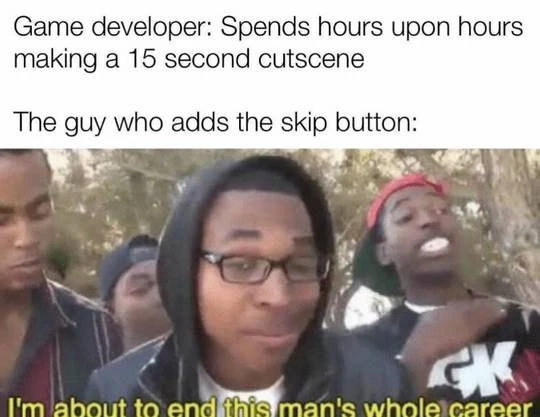 Game developer: Spends hours upon hours
making a 15 second cutscene
The guy who adds the skip button:
GK
I'm about to end this man's whole career